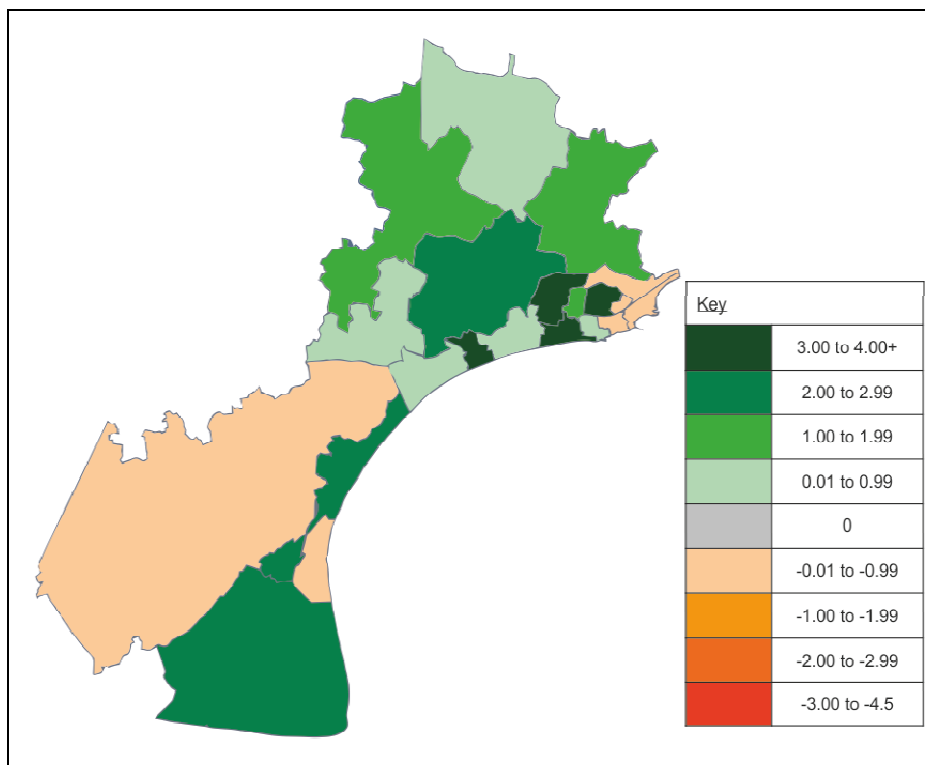 Key
3.00 to 4.00+
2.00 to 2.99
1.00 to 1.99
0.01 to 0.99
0
-0.01 to -0.99
-1.00 to -1.99
-2.00 to -2.99
-3.00 to -4.5